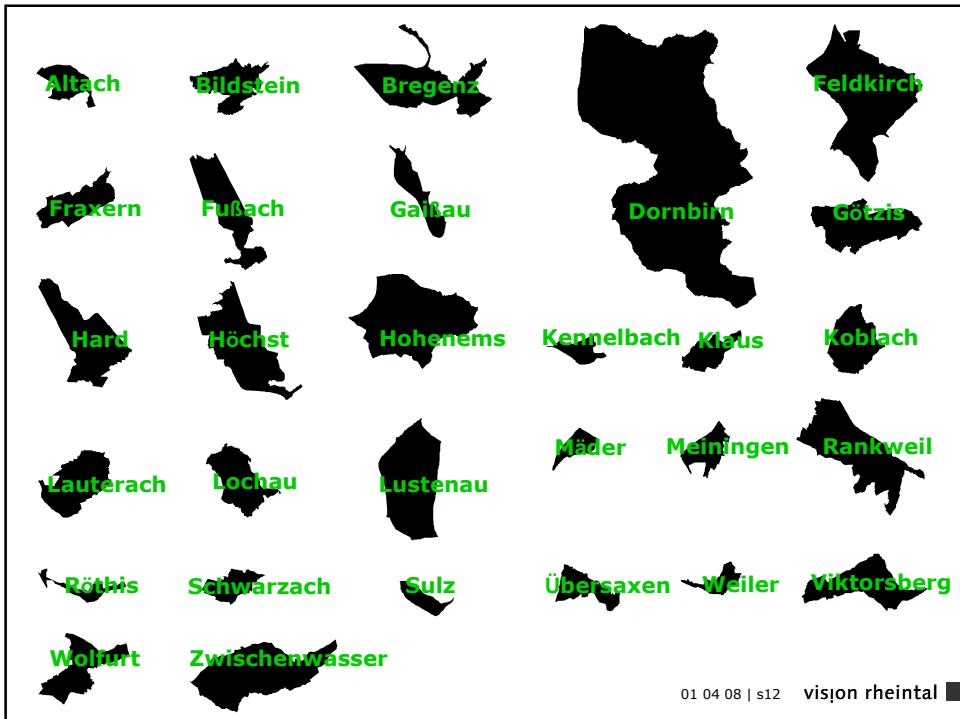 Altach
Bildstein
Bregenz
Feldkirch
Fraxern
Fußach
Gaißau
Dornbirn
Götzis
Hard
Höchst
Hohenems
Kennelbach
Klaus
Koblach
Lauterach
Lochau
Lustenau
Mäder
Meiningen
Rankweil
Röthis
Schwarzach
Sulz
Übersaxen
Weiler
Viktorsberg
Wolfurt
Zwischenwasser
01 04 08 | s12 vision rheintal